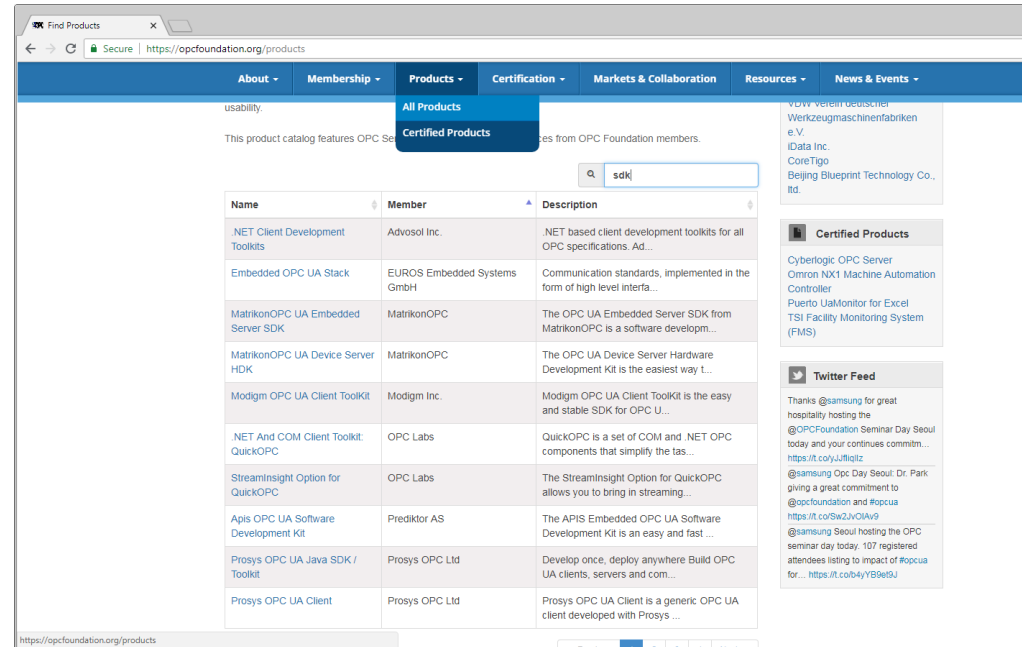 Find Products
Secure | https://opcfoundation.org/products
About Membership Products Certification Markets & Collaboration Resources News & Events
All Products
Certified Products
usability.
This product catalog features OPC Se
ces from OPC Foundation members.
sdk
Name Member Description
.NET Client Development
Toolkits
Advosol Inc.
.NET based client development toolkits for all
OPC specifications. Ad...
Embedded OPC UA Stack
EUROS Embedded Systems
GmbH
Communication standards, implemented in the
form of high level interfa...
MatrikonOPC UA Embedded
Server SDK
MatrikonOPC
The OPC UA Embedded Server SDK from
MatrikonOPC is a software developm...
MatrikonOPC UA Device Server
HDK
MatrikonOPC
The OPC UA Device Server Hardware
Development Kit is the easiest way t...
Modigm OPC UA Client ToolKit
Modigm Inc.
Modigm OPC UA Client ToolKit is the easy
and stable SDK for OPC U...
.NET And COM Client Toolkit:
QuickOPC
OPC Labs
QuickOPC is a set of COM and .NET OPC
components that simplify the tas...
StreamInsight Option for
QuickOPC
OPC Labs
The StreamInsight Option for QuickOPC
allows you to bring in streaming...
Apis OPC UA Software
Development Kit
Prediktor AS
The APIS Embedded OPC UA Software
Development Kit is an easy and fast ...
Prosys OPC UA Java SDK /
Toolkit
Prosys OPC Ltd
Develop once, deploy anywhere Build OPC
UA clients, servers and com...
Prosys OPC UA Client
Prosys OPC Ltd
Prosys OPC UA Client is a generic OPC UA
client developed with Prosys ...
VDW Verein deutscher
Werkzeugmaschinenfabriken
e.V.
iData Inc.
CoreTigo
Beijing Blueprint Technology Co.,
ltd.
Certified Products
Cyberlogic OPC Server
Omron NX1 Machine Automation
Controller
Puerto UaMonitor for Excel
TSI Facility Monitoring System
(FMS)
Twitter Feed
Thanks @samsung for great
hospitality hosting the
@OPCFoundation Seminar Day Seoul
today and your continues commitm...
@samsung Opc Day Seoul: Dr. Park
giving a great commitment to
@opcfoundation and #opcua
https://t.co/Sw2JvOIAv9
@samsung Seoul hosting the OPC
seminar day today. 107 registered
attendees listing to impact of #opcua
for... https://t.co/b4yYB9et9J
https://opcfoundation.org/products